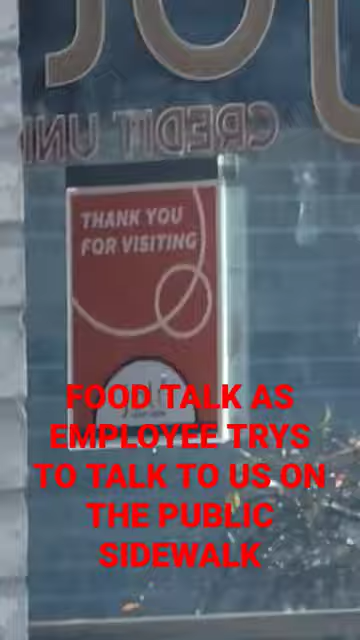 JOY
CREDIT UNI
THANK YOU
FOR VISITING
FOOD TALK AS
EMPLOYEE TRYS
TO TALK TO US ON
THE PUBLIC
SIDEWALK